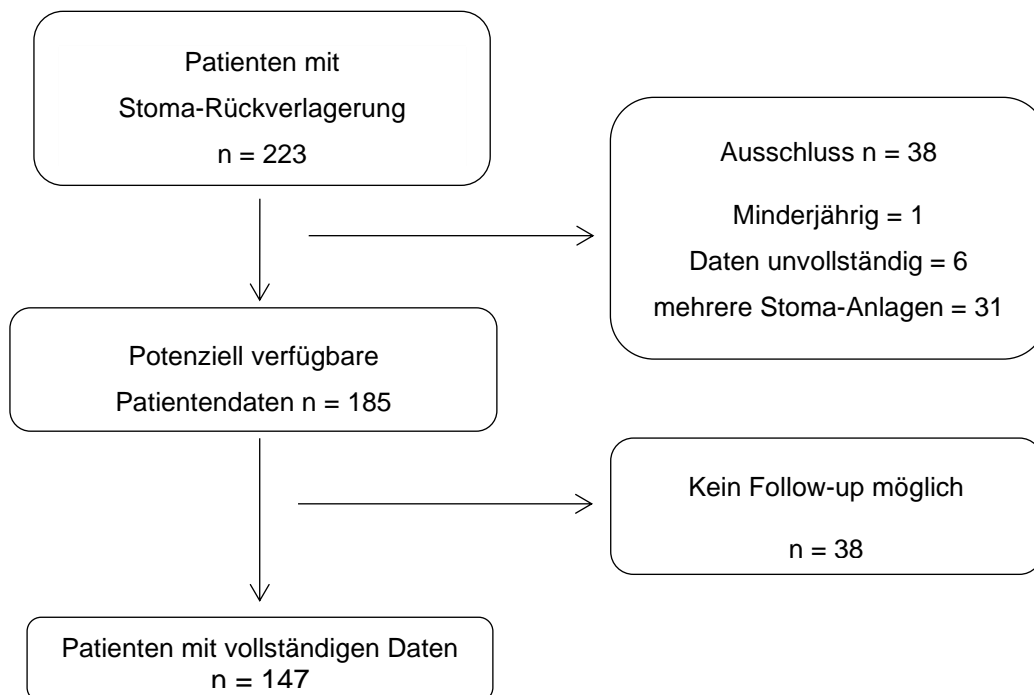 Patienten mit
Stoma-Rückverlagerung
n = 223
Ausschluss n = 38
Minderjährig = 1
Daten unvollständig = 6
mehrere Stoma-Anlagen = 31
Potenziell verfügbare
Patientendaten n = 185
Kein Follow-up möglich
n = 38
Patienten mit vollständigen Daten
n = 147